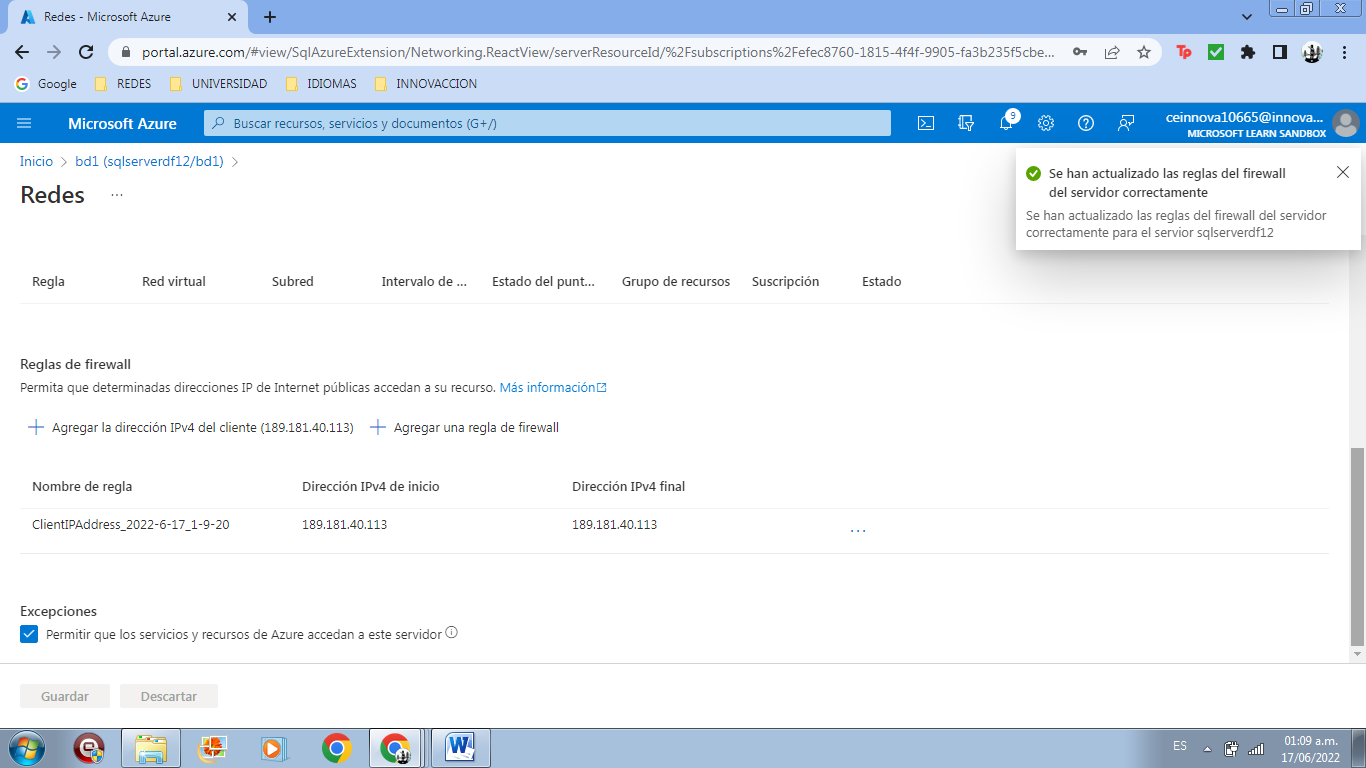 Redes - Microsoft Azure
portal.azure.com/#view/SqlAzureExtension/Networking.ReactView/serverResourceId/%2Fsubscriptions%2Fefec8760-1815-4f4f-9905-fa3b235f5cbe...
Google REDES UNIVERSIDAD IDIOMAS INNOVACCION
Microsoft Azure
Buscar recursos, servicios y documentos (G+/)
9
ceinnova10665@innova...
MICROSOFT LEARN SANDBOX
Inicio > bd1 (sqlserverdf12/bd1) >
Redes ...
Se han actualizado las reglas del firewall
del servidor correctamente
Se han actualizado las reglas del firewall del servidor
correctamente para el servior sqlserverdf12
Regla Red virtual Subred Intervalo de ... Estado del punt... Grupo de recursos Suscripción Estado
Reglas de firewall
Permita que determinadas direcciones IP de Internet públicas accedan a su recurso. Más información
+ Agregar la dirección IPv4 del cliente (189.181.40.113) + Agregar una regla de firewall
Nombre de regla Dirección IPv4 de inicio Dirección IPv4 final
ClientIPAddress_2022-6-17_1-9-20 189.181.40.113 189.181.40.113 ...
Excepciones
Permitir que los servicios y recursos de Azure accedan a este servidor
Guardar Descartar
ES
01:09 a.m.
17/06/2022